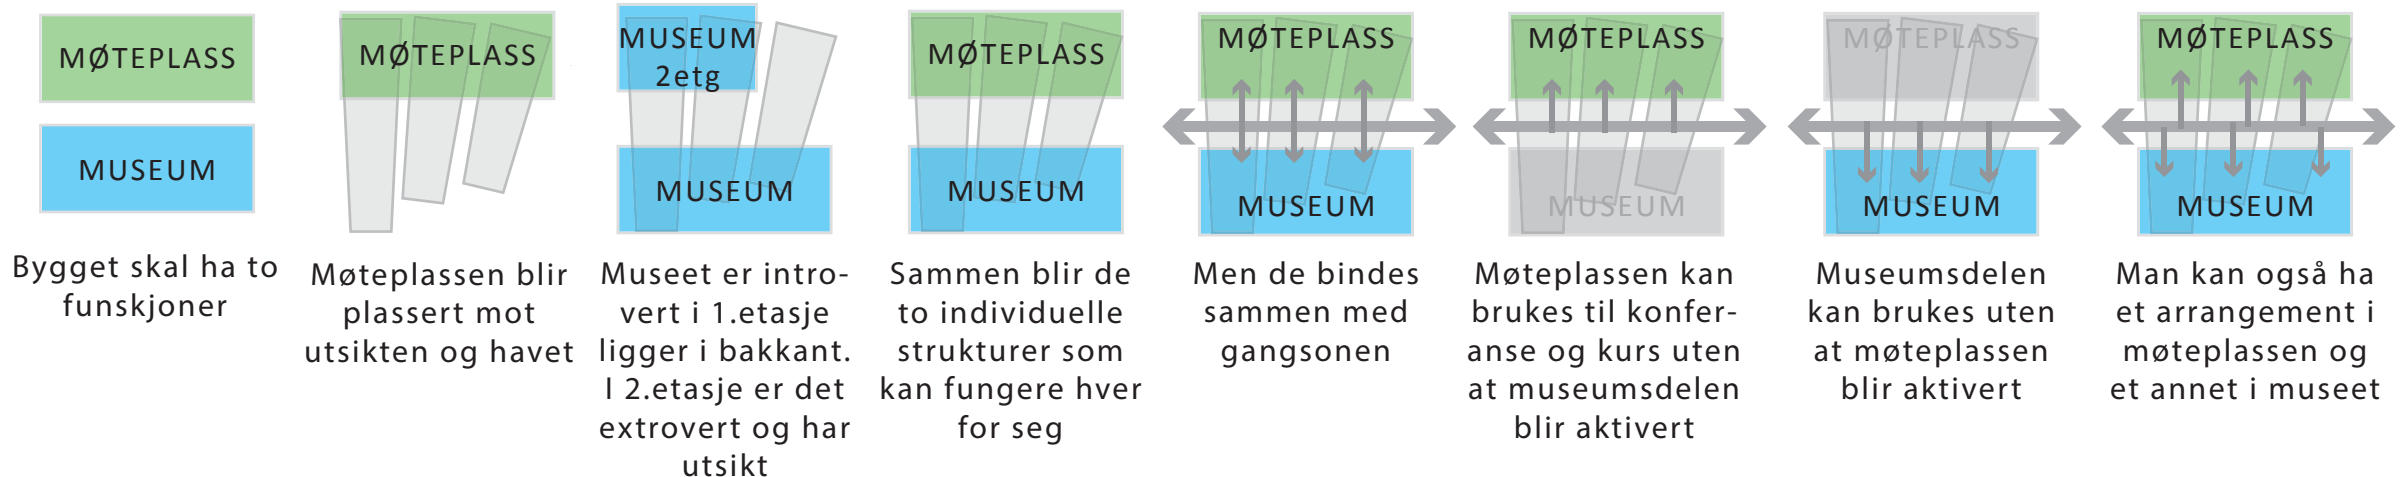 MØTEPLASS
MUSEUM
Bygget skal ha to
funskjoner
MØTEPLASS
Møteplassen blir
plassert mot
utsikten og havet
MUSEUM
2etg
MUSEUM
Museet er intro-
vert i 1.etasje
ligger i bakkant.
I 2.etasje er det
extrovert og har
utsikt
MØTEPLASS
MUSEUM
Sammen blir de
to individuelle
strukturer som
kan fungere hver
for seg
MØTEPLASS
MUSEUM
Men de bindes
sammen med
gangsonen
MØTEPLASS
MUSEUM
Møteplassen kan
brukes til konfer-
anse og kurs uten
at museumsdelen
blir aktivert
MØTEPLASS
MUSEUM
Museumsdelen
kan brukes uten
at møteplassen
blir aktivert
MØTEPLASS
MUSEUM
Man kan også ha
et arrangement i
møteplassen og
et annet i museet